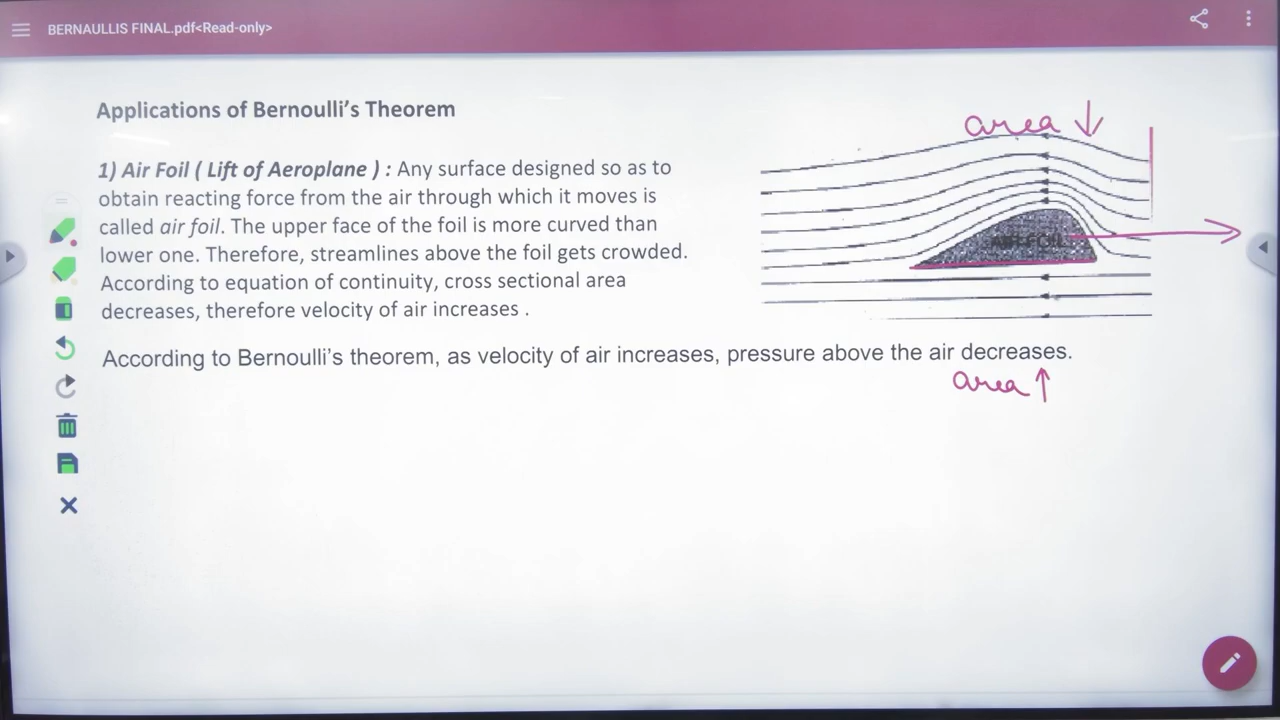 BERNAULLIS FINAL.pdf<Read-only>
Applications of Bernoulli's Theorem
area ↓
1) Air Foil ( Lift of Aeroplane ) : Any surface designed so as to
obtain reacting force from the air through which it moves is
called air foil. The upper face of the foil is more curved than
lower one. Therefore, streamlines above the foil gets crowded.
According to equation of continuity, cross sectional area
decreases, therefore velocity of air increases .
AIR FOIL
According to Bernoulli's theorem, as velocity of air increases, pressure above the air decreases.
area ↑